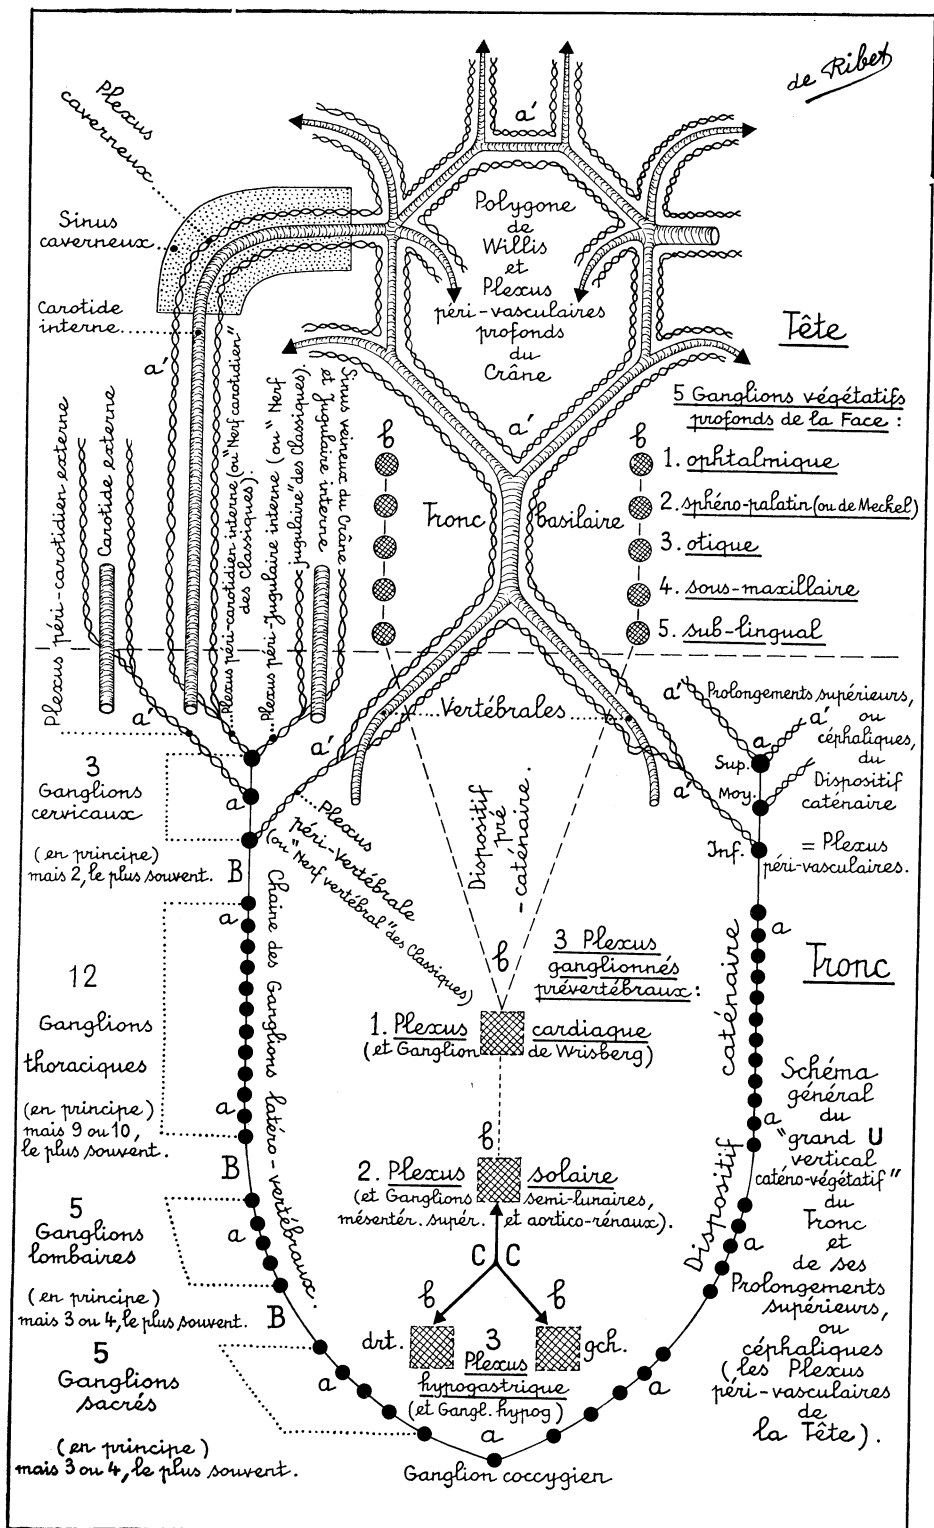 de Ribet
Plexus
caverneux
Sinus
caverneux
Carotide
interne
a'
a'
Polygone
de
Willis
et
Plexus
péri-vasculaires
profonds
du
Crâne
Tête
5 Ganglions végétatifs
profonds de la Face :
b
1. ophtalmique
2. sphéno-palatin (ou de Meckel)
3. otique
4. sous-maxillaire
5. sub-lingual
b
a'
Tronc basilaire
Plexus péri-carotidien externe
Carotide externe
Plexus péri-carotidien interne (ou "Nerf carotidien"
des Classiques).
Plexus péri-jugulaire interne (ou "Nerf
jugulaire" des Classiques).
et Jugulaire interne
Sinus veineux du Crâne
a'
a'
Vertébrales
a'
a'
Prolongements supérieurs,
ou
céphaliques,
du
Dispositif
caténaire
= Plexus
péri-vasculaires.
a'
a
Sup.
Moy.
Inf.
3
Ganglions
cervicaux
(en principe)
mais 2, le plus souvent.
a
B
Plexus
péri-Vertébrale
(ou "Nerf vertébral" des Classiques)
Dispositif
pré
-caténaire.
Chaîne des Ganglions latéro-vertébraux.
a
12
Ganglions
thoraciques
(en principe)
mais 9 ou 10,
le plus souvent.
a
B
b
3 Plexus
ganglionnés
prévertébraux :
1. Plexus cardiaque
(et Ganglion de Wrisberg)
b
2. Plexus solaire
(et Ganglions semi-lunaires,
mésentér. supér. et aortico-rénaux).
C C
b b
drt. 3 gch.
Plexus
hypogastrique
(et Gangl. hypog)
a
Ganglion coccygien
5
Ganglions
lombaires
(en principe)
mais 3 ou 4, le plus souvent.
a
B
5
Ganglions
sacrés
(en principe)
mais 3 ou 4, le plus souvent.
a
Dispositif caténaire
a
a
a
a
Tronc
Schéma
général
du
"grand U
vertical
caténo-végétatif"
du
Tronc
et
de ses
Prolongements
supérieurs,
ou
céphaliques
(les Plexus
péri-vasculaires
de
la Tête).